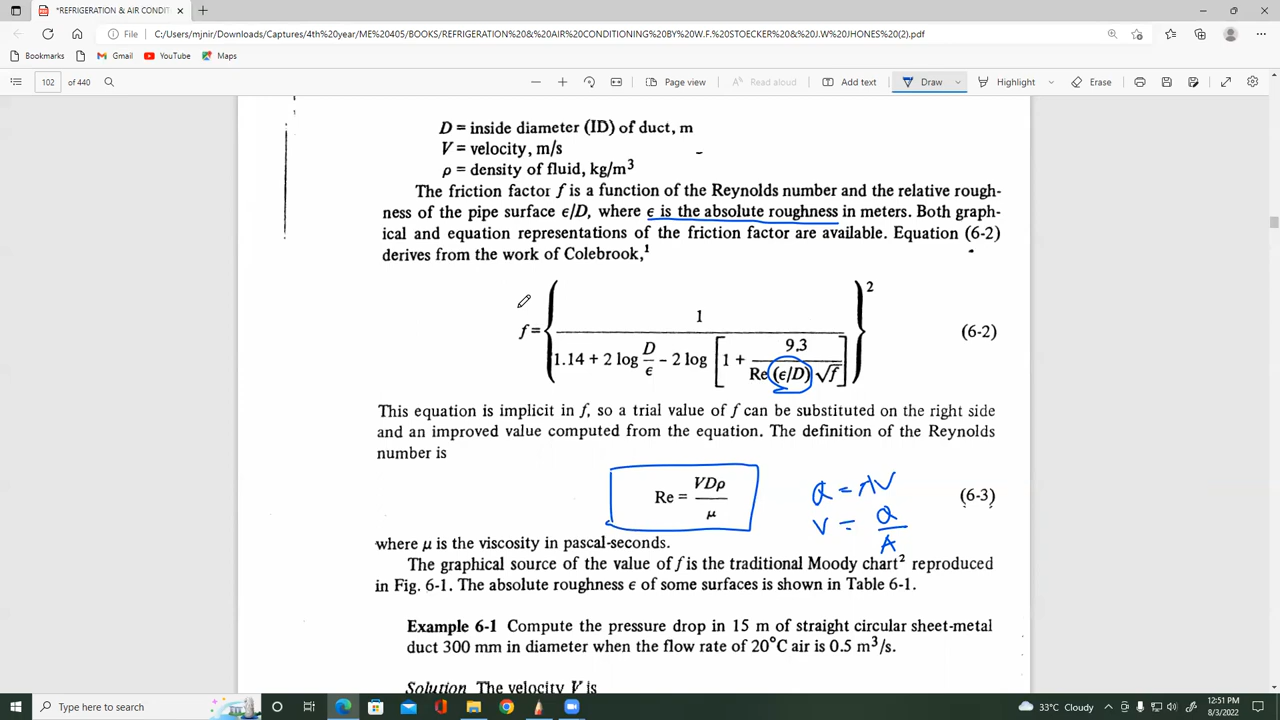 *REFRIGERATION & AIR CONDIT
File C:/Users/mjnir/Downloads/Captures/4th%20year/ME%20405/BOOKS/REFRIGERATION%20&%20AIR%20CONDITIONING%20BY%20W.F.%20STOECKER%20&%20J.W%20JHONES%20(2).pdf
Bookmarks Gmail YouTube Maps
102 of 440 Page view Read aloud Add text Draw Highlight Erase
D = inside diameter (ID) of duct, m
V = velocity, m/s
ρ = density of fluid, kg/m³
The friction factor f is a function of the Reynolds number and the relative rough-
ness of the pipe surface ϵ/D, where ϵ is the absolute roughness in meters. Both graph-
ical and equation representations of the friction factor are available. Equation (6-2)
derives from the work of Colebrook,¹
f = { 1 / (1.14 + 2 log D/ϵ − 2 log [1 + 9.3 / (Re (ϵ/D) √f)]) }² (6-2)
This equation is implicit in f, so a trial value of f can be substituted on the right side
and an improved value computed from the equation. The definition of the Reynolds
number is
Re = VDρ / μ (6-3)
Q = AV
V = Q / A
where μ is the viscosity in pascal-seconds.
The graphical source of the value of f is the traditional Moody chart² reproduced
in Fig. 6-1. The absolute roughness ϵ of some surfaces is shown in Table 6-1.
Example 6-1 Compute the pressure drop in 15 m of straight circular sheet-metal
duct 300 mm in diameter when the flow rate of 20°C air is 0.5 m³/s.
Solution The velocity V is
Type here to search 33°C Cloudy 12:51 PM
8/3/2022